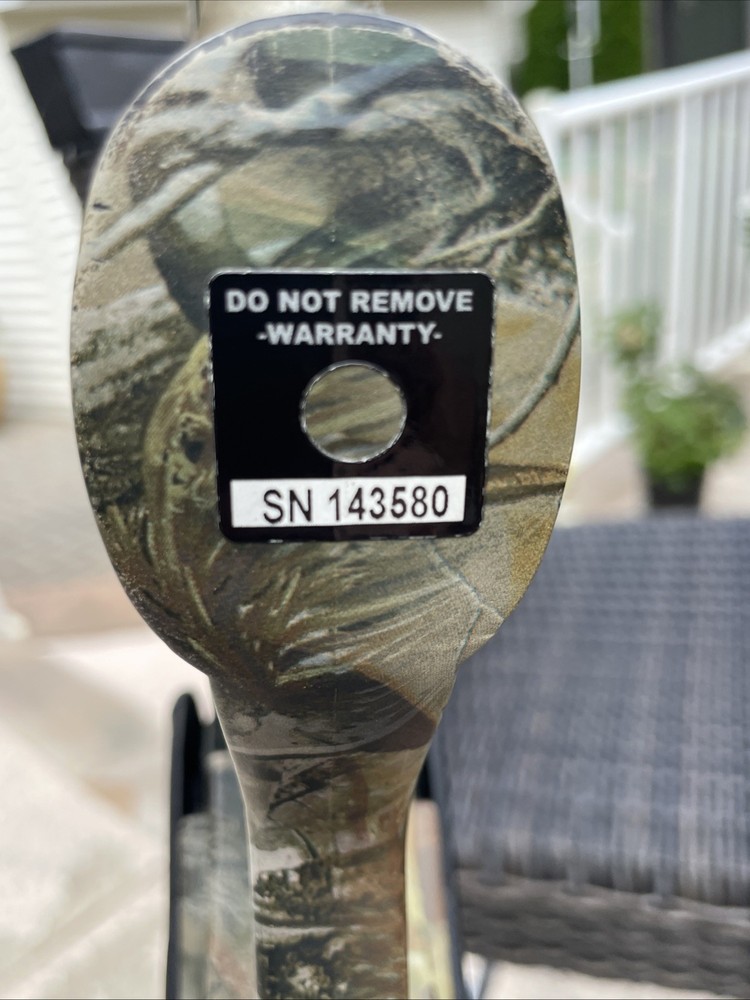 DO NOT REMOVE
-WARRANTY-
SN 143580